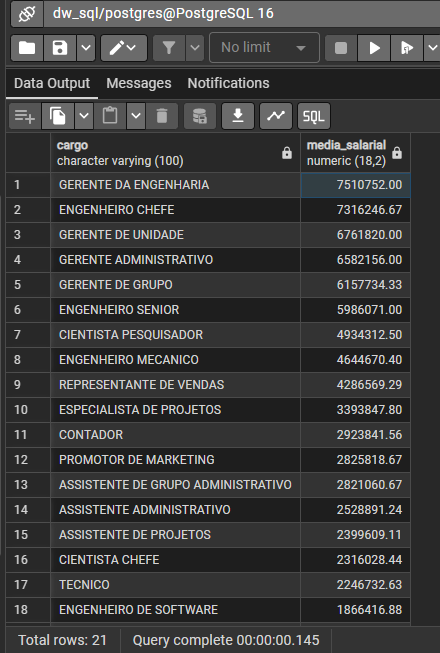 dw_sql/postgres@PostgreSQL 16
No limit
Data Output Messages Notifications
SQL
cargo media_salarial
character varying (100) numeric (18,2)
1 GERENTE DA ENGENHARIA 7510752.00
2 ENGENHEIRO CHEFE 7316246.67
3 GERENTE DE UNIDADE 6761820.00
4 GERENTE ADMINISTRATIVO 6582156.00
5 GERENTE DE GRUPO 6157734.33
6 ENGENHEIRO SENIOR 5986071.00
7 CIENTISTA PESQUISADOR 4934312.50
8 ENGENHEIRO MECANICO 4644670.40
9 REPRESENTANTE DE VENDAS 4286569.29
10 ESPECIALISTA DE PROJETOS 3393847.80
11 CONTADOR 2923841.56
12 PROMOTOR DE MARKETING 2825818.67
13 ASSISTENTE DE GRUPO ADMINISTRATIVO 2821060.67
14 ASSISTENTE ADMINISTRATIVO 2528891.24
15 ASSISTENTE DE PROJETOS 2399609.11
16 CIENTISTA CHEFE 2316028.44
17 TECNICO 2246732.63
18 ENGENHEIRO DE SOFTWARE 1866416.88
Total rows: 21 Query complete 00:00:00.145